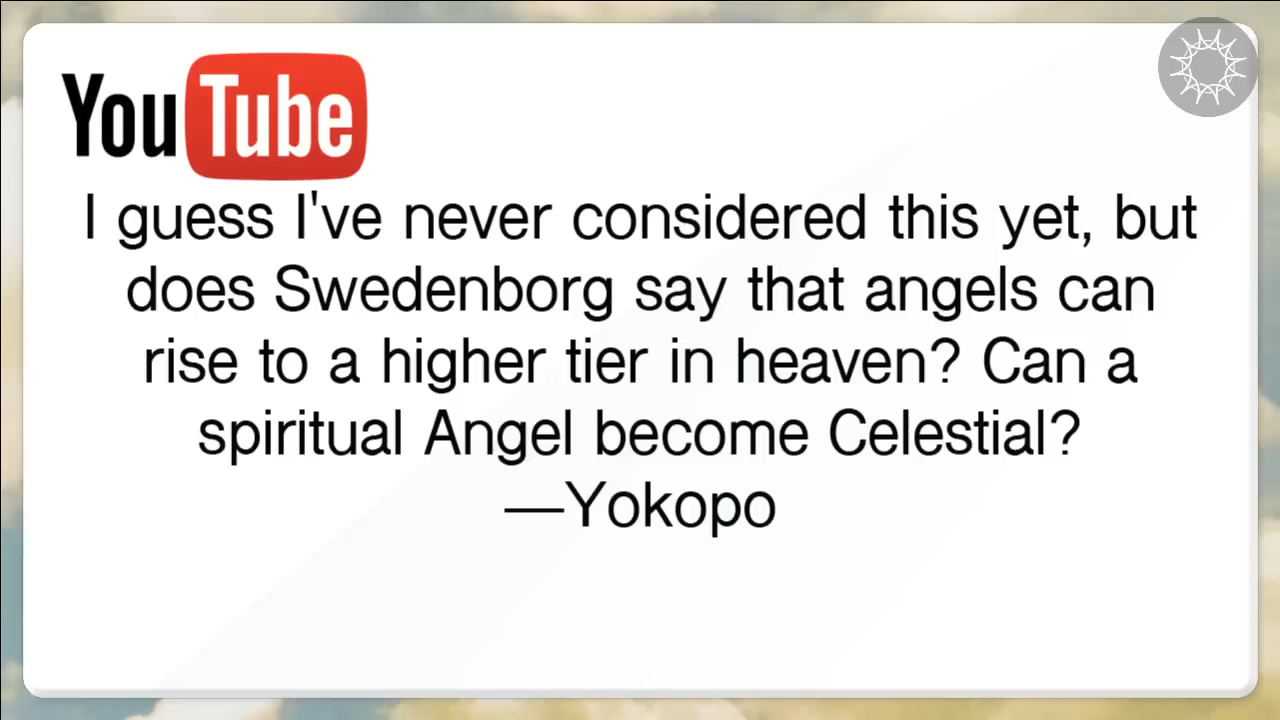 YouTube
I guess I've never considered this yet, but
does Swedenborg say that angels can
rise to a higher tier in heaven? Can a
spiritual Angel become Celestial?
—Yokopo